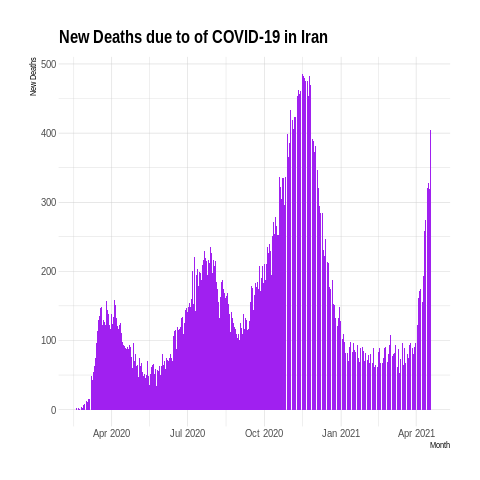 New Deaths due to of COVID-19 in Iran
New Deaths
500
400
300
200
100
0
Apr 2020 Jul 2020 Oct 2020 Jan 2021 Apr 2021
Month